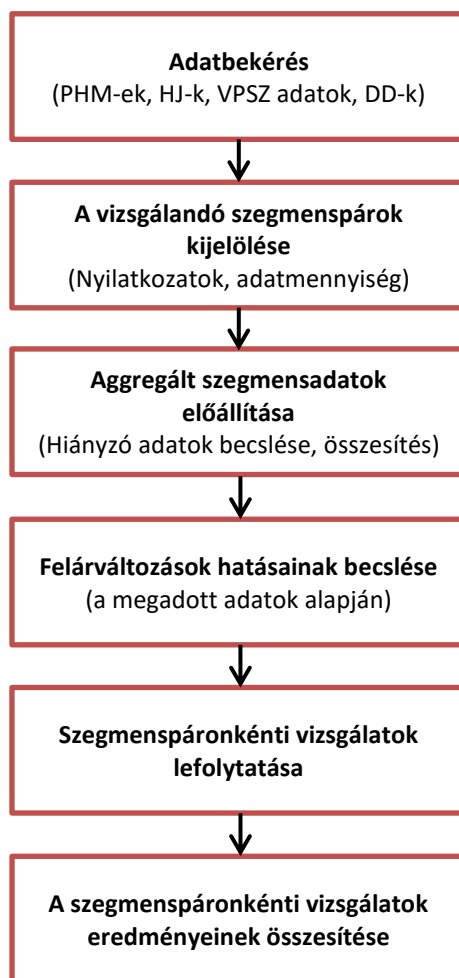 Adatbekérés
(PHM-ek, HJ-k, VPSZ adatok, DD-k)
A vizsgálandó szegmenspárok
kijelölése
(Nyilatkozatok, adatmennyiség)
Aggregált szegmensadatok
előállítása
(Hiányzó adatok becslése, összesítés)
Felárváltozások hatásainak becslése
(a megadott adatok alapján)
Szegmenspáronkénti vizsgálatok
lefolytatása
A szegmenspáronkénti vizsgálatok
eredményeinek összesítése